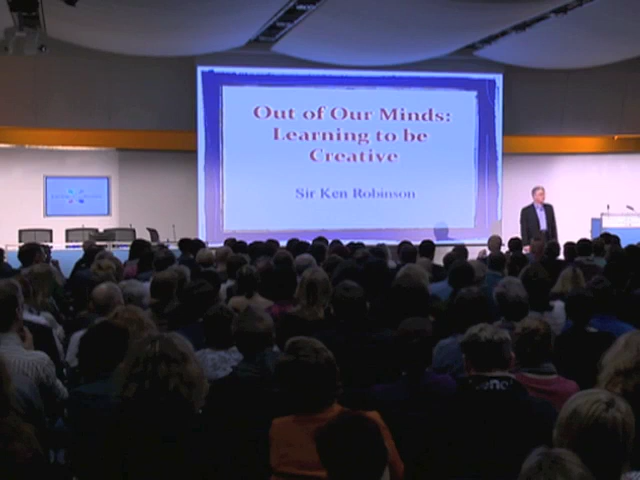 Out of Our Minds:
Learning to be
Creative
Sir Ken Robinson